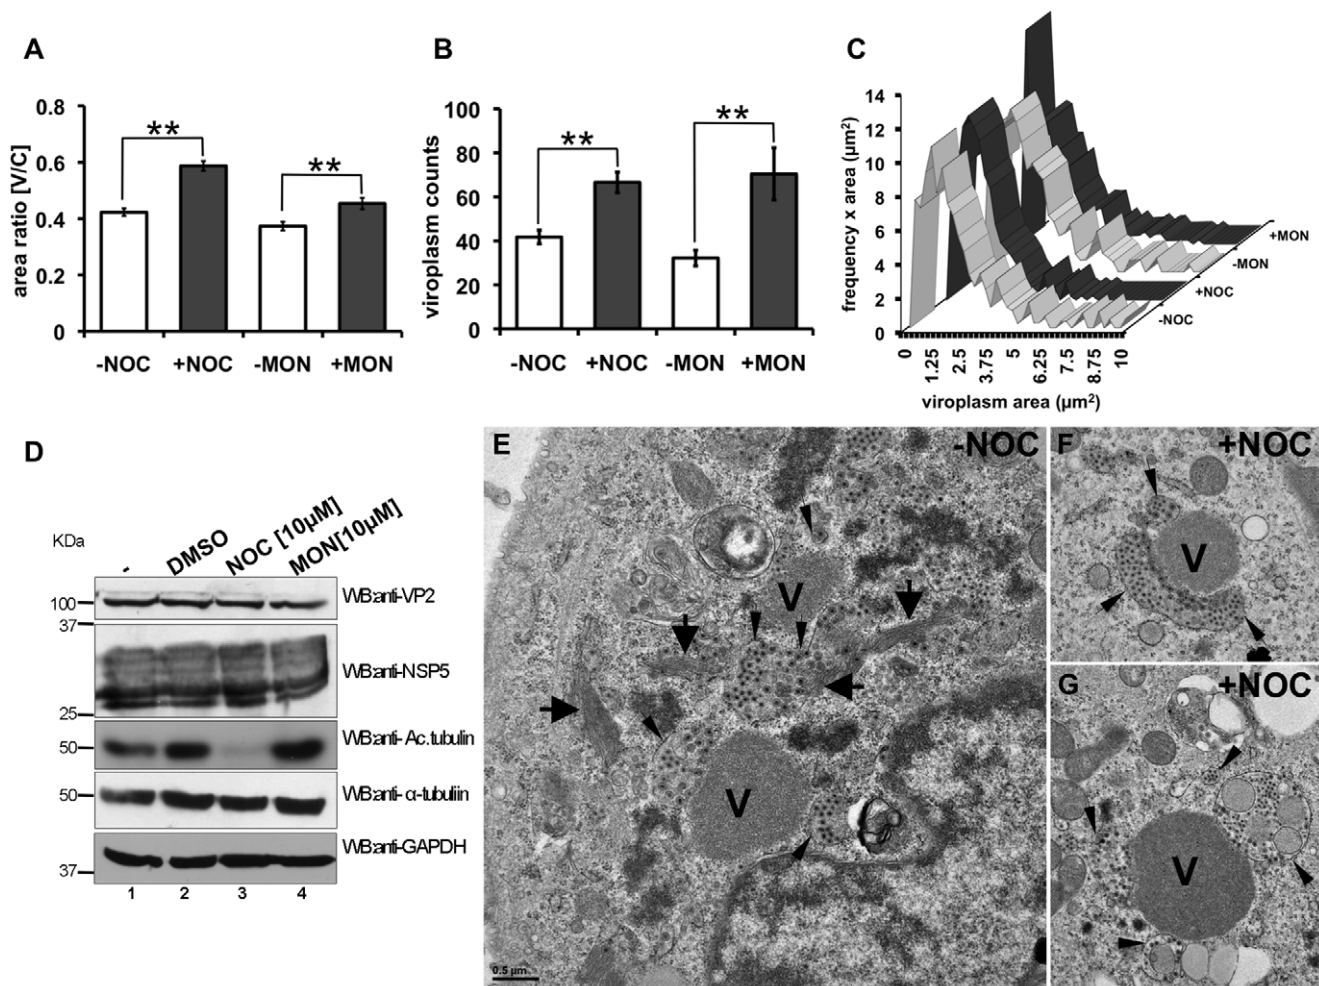 A
area ratio [V/C]
0.8
0.6
0.4
0.2
0
**
**
-NOC +NOC -MON +MON
B
viroplasm counts
100
80
60
40
20
0
**
**
-NOC +NOC -MON +MON
C
frequency x area (µm²)
14
12
10
8
6
4
2
0
0 1.25 2.5 3.75 5 6.25 7.5 8.75 10
viroplasm area (µm²)
+MON
-MON
+NOC
-NOC
D
KDa
- DMSO NOC [10µM] MON[10µM]
100
WB:anti-VP2
37
WB:anti-NSP5
25
50
WB:anti- Ac.tubulin
50
WB:anti- α-tubuliin
WB:anti-GAPDH
37
1 2 3 4
E
-NOC
V
V
0.5 µm
F
+NOC
V
G
+NOC
V